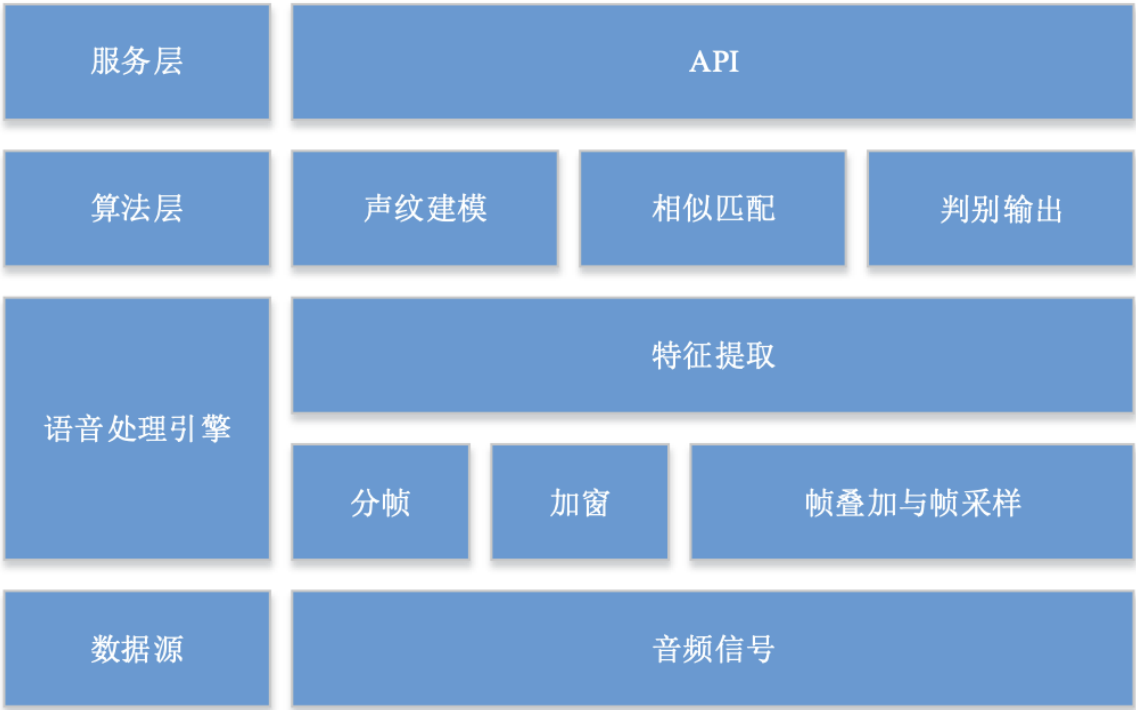 服务层
API
算法层
声纹建模
相似匹配
判别输出
语音处理引擎
特征提取
分帧
加窗
帧叠加与帧采样
数据源
音频信号